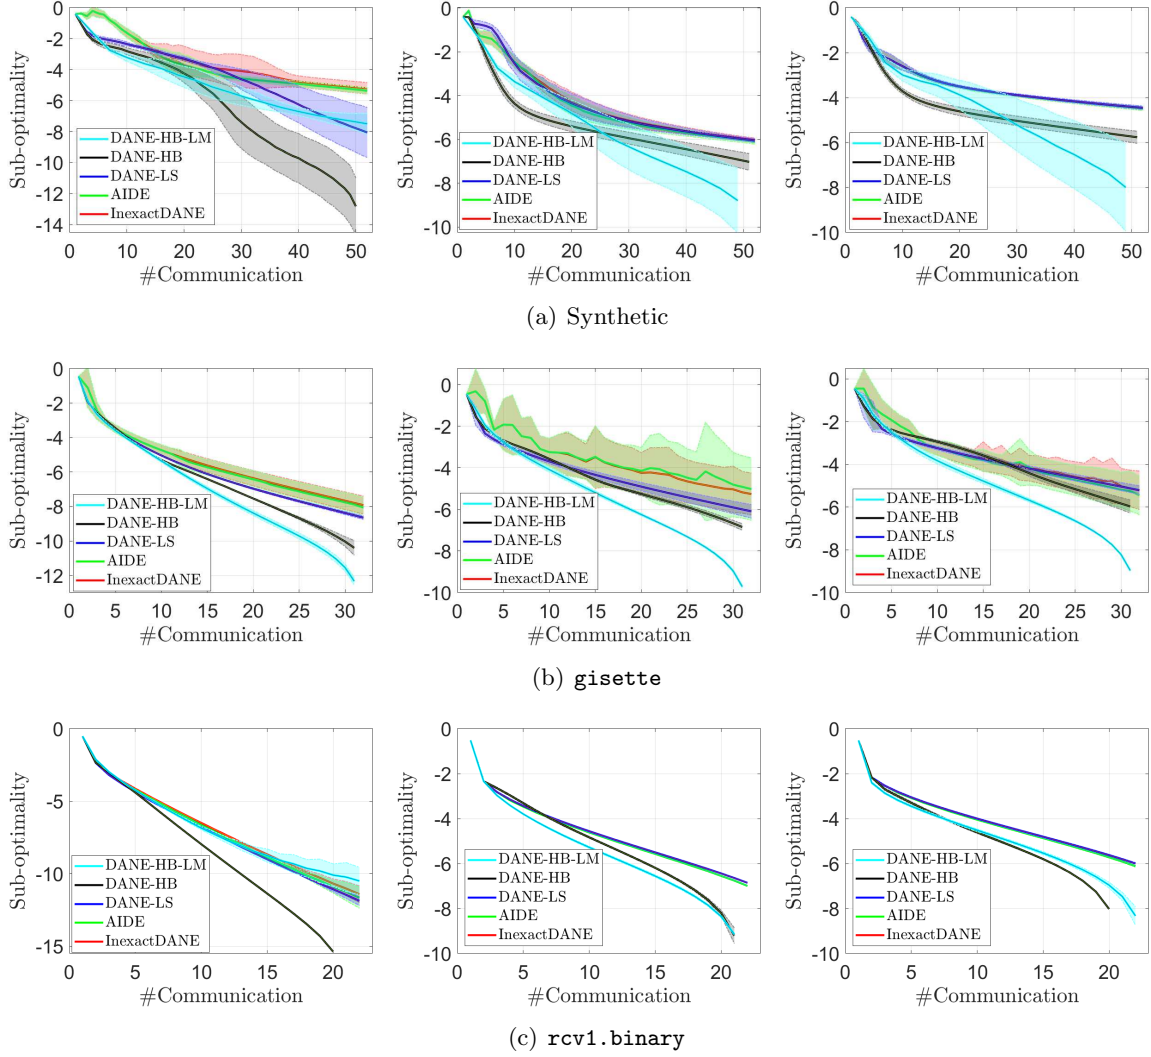 0
-2
-4
-6
-8
-10
-12
-14
0 10 20 30 40 50
Sub-optimality
#Communication
DANE-HB-LM
DANE-HB
DANE-LS
AIDE
InexactDANE
0
-2
-4
-6
-8
-10
0 10 20 30 40 50
Sub-optimality
#Communication
DANE-HB-LM
DANE-HB
DANE-LS
AIDE
InexactDANE
0
-2
-4
-6
-8
-10
0 10 20 30 40 50
Sub-optimality
#Communication
DANE-HB-LM
DANE-HB
DANE-LS
AIDE
InexactDANE
(a) Synthetic
0
-2
-4
-6
-8
-10
-12
0 5 10 15 20 25 30
Sub-optimality
#Communication
DANE-HB-LM
DANE-HB
DANE-LS
AIDE
InexactDANE
0
-2
-4
-6
-8
-10
0 5 10 15 20 25 30
Sub-optimality
#Communication
DANE-HB-LM
DANE-HB
DANE-LS
AIDE
InexactDANE
0
-2
-4
-6
-8
-10
0 5 10 15 20 25 30
Sub-optimality
#Communication
DANE-HB-LM
DANE-HB
DANE-LS
AIDE
InexactDANE
(b) gisette
0
-5
-10
-15
0 5 10 15 20
Sub-optimality
#Communication
DANE-HB-LM
DANE-HB
DANE-LS
AIDE
InexactDANE
0
-2
-4
-6
-8
-10
0 5 10 15 20
Sub-optimality
#Communication
DANE-HB-LM
DANE-HB
DANE-LS
AIDE
InexactDANE
0
-2
-4
-6
-8
-10
0 5 10 15 20
Sub-optimality
#Communication
DANE-HB-LM
DANE-HB
DANE-LS
AIDE
InexactDANE
(c) rcv1.binary